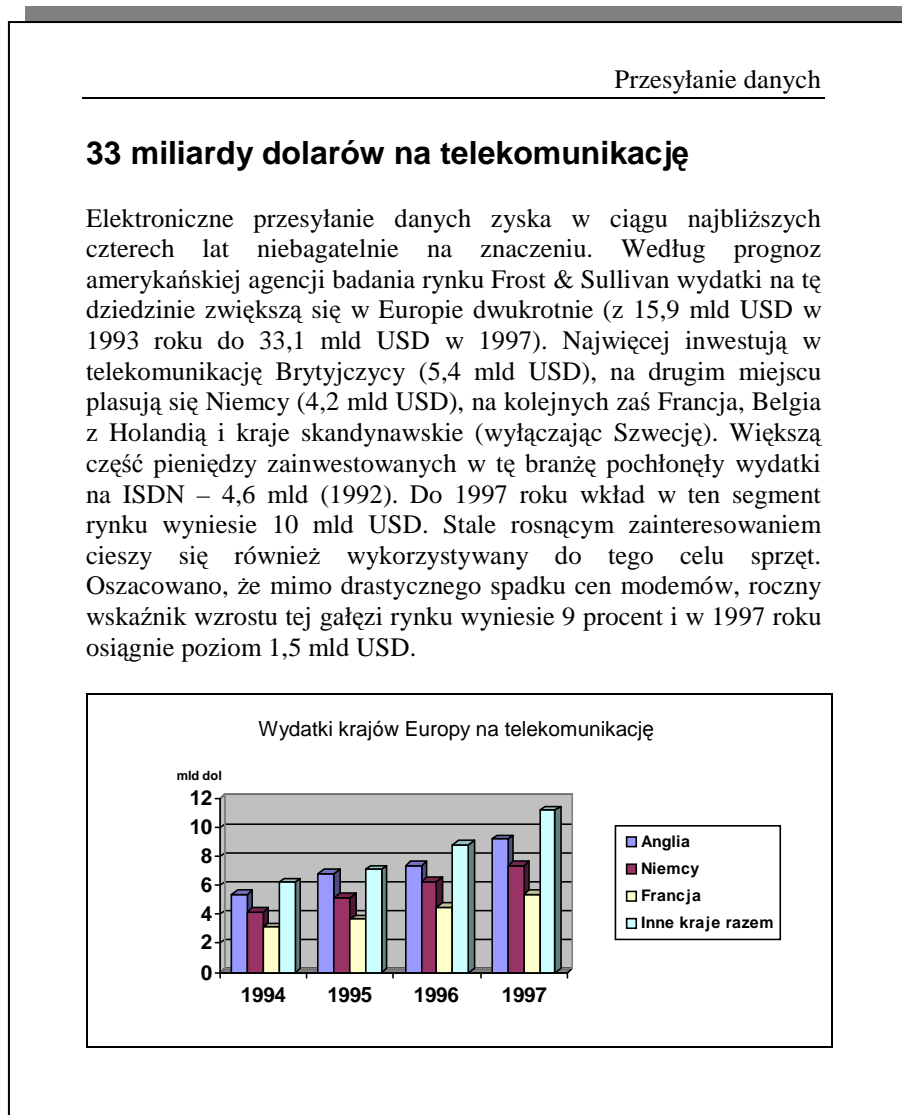 Przesyłanie danych
33 miliardy dolarów na telekomunikację
Elektroniczne przesyłanie danych zyska w ciągu najbliższych
czterech lat niebagatelnie na znaczeniu. Według prognoz
amerykańskiej agencji badania rynku Frost & Sullivan wydatki na tę
dziedzinie zwiększą się w Europie dwukrotnie (z 15,9 mld USD w
1993 roku do 33,1 mld USD w 1997). Najwięcej inwestują w
telekomunikację Brytyjczycy (5,4 mld USD), na drugim miejscu
plasują się Niemcy (4,2 mld USD), na kolejnych zaś Francja, Belgia
z Holandią i kraje skandynawskie (wyłączając Szwecję). Większą
część pieniędzy zainwestowanych w tę branżę pochłonęły wydatki
na ISDN – 4,6 mld (1992). Do 1997 roku wkład w ten segment
rynku wyniesie 10 mld USD. Stale rosnącym zainteresowaniem
cieszy się również wykorzystywany do tego celu sprzęt.
Oszacowano, że mimo drastycznego spadku cen modemów, roczny
wskaźnik wzrostu tej gałęzi rynku wyniesie 9 procent i w 1997 roku
osiągnie poziom 1,5 mld USD.
Wydatki krajów Europy na telekomunikację
mld dol
12
10
8
6
4
2
0
1994 1995 1996 1997
Anglia
Niemcy
Francja
Inne kraje razem